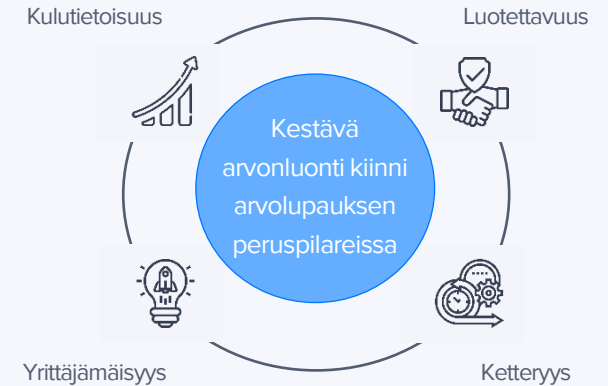 Kulutietoisuus
Luotettavuus
Kestävä
arvonluonti kiinni
arvolupauksen
peruspilareissa
Yrittäjämäisyys
Ketteryys